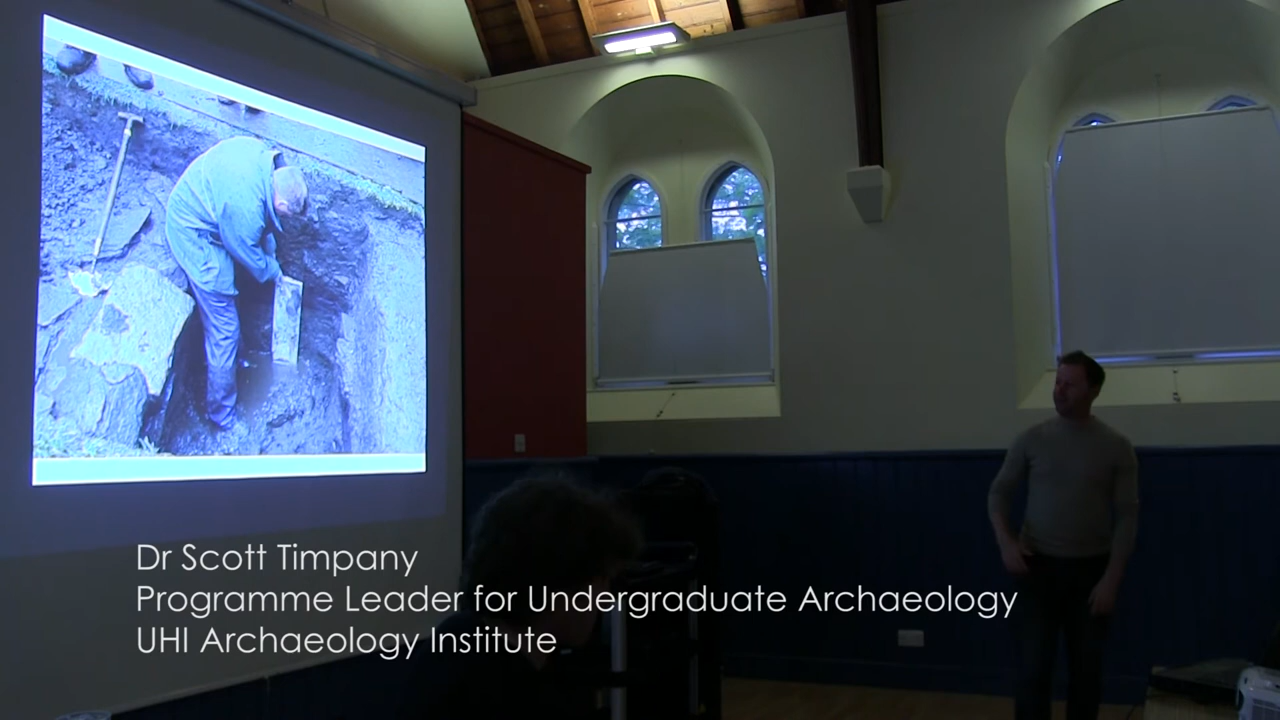 Dr Scott Timpany
Programme Leader for Undergraduate Archaeology
UHI Archaeology Institute